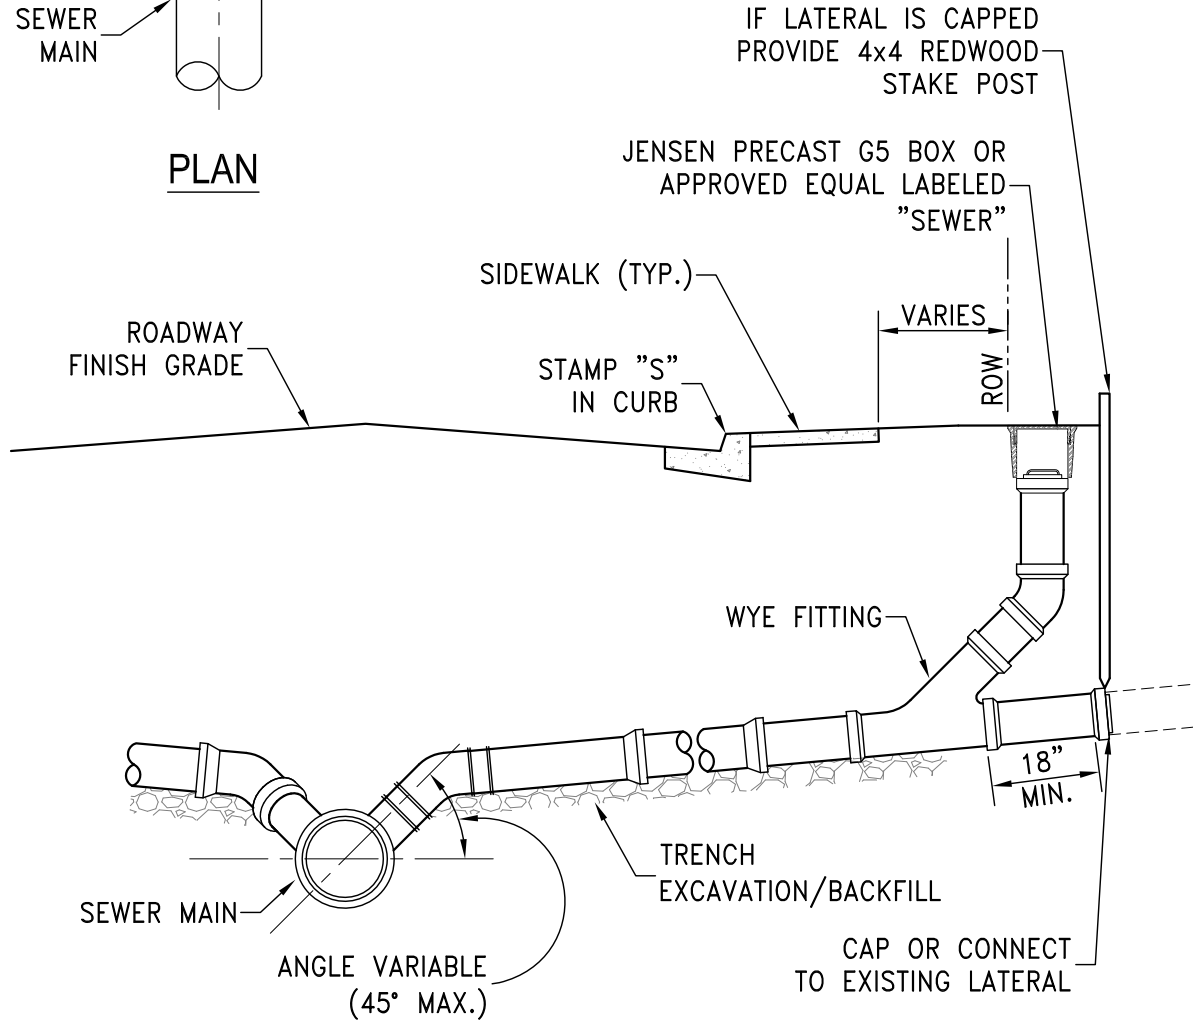 SEWER
MAIN
IF LATERAL IS CAPPED
PROVIDE 4x4 REDWOOD
STAKE POST
PLAN
JENSEN PRECAST G5 BOX OR
APPROVED EQUAL LABELED
"SEWER"
SIDEWALK (TYP.)
VARIES
ROADWAY
FINISH GRADE
STAMP "S"
IN CURB
ROW
WYE FITTING
18"
MIN.
TRENCH
EXCAVATION/BACKFILL
SEWER MAIN
ANGLE VARIABLE
(45° MAX.)
CAP OR CONNECT
TO EXISTING LATERAL